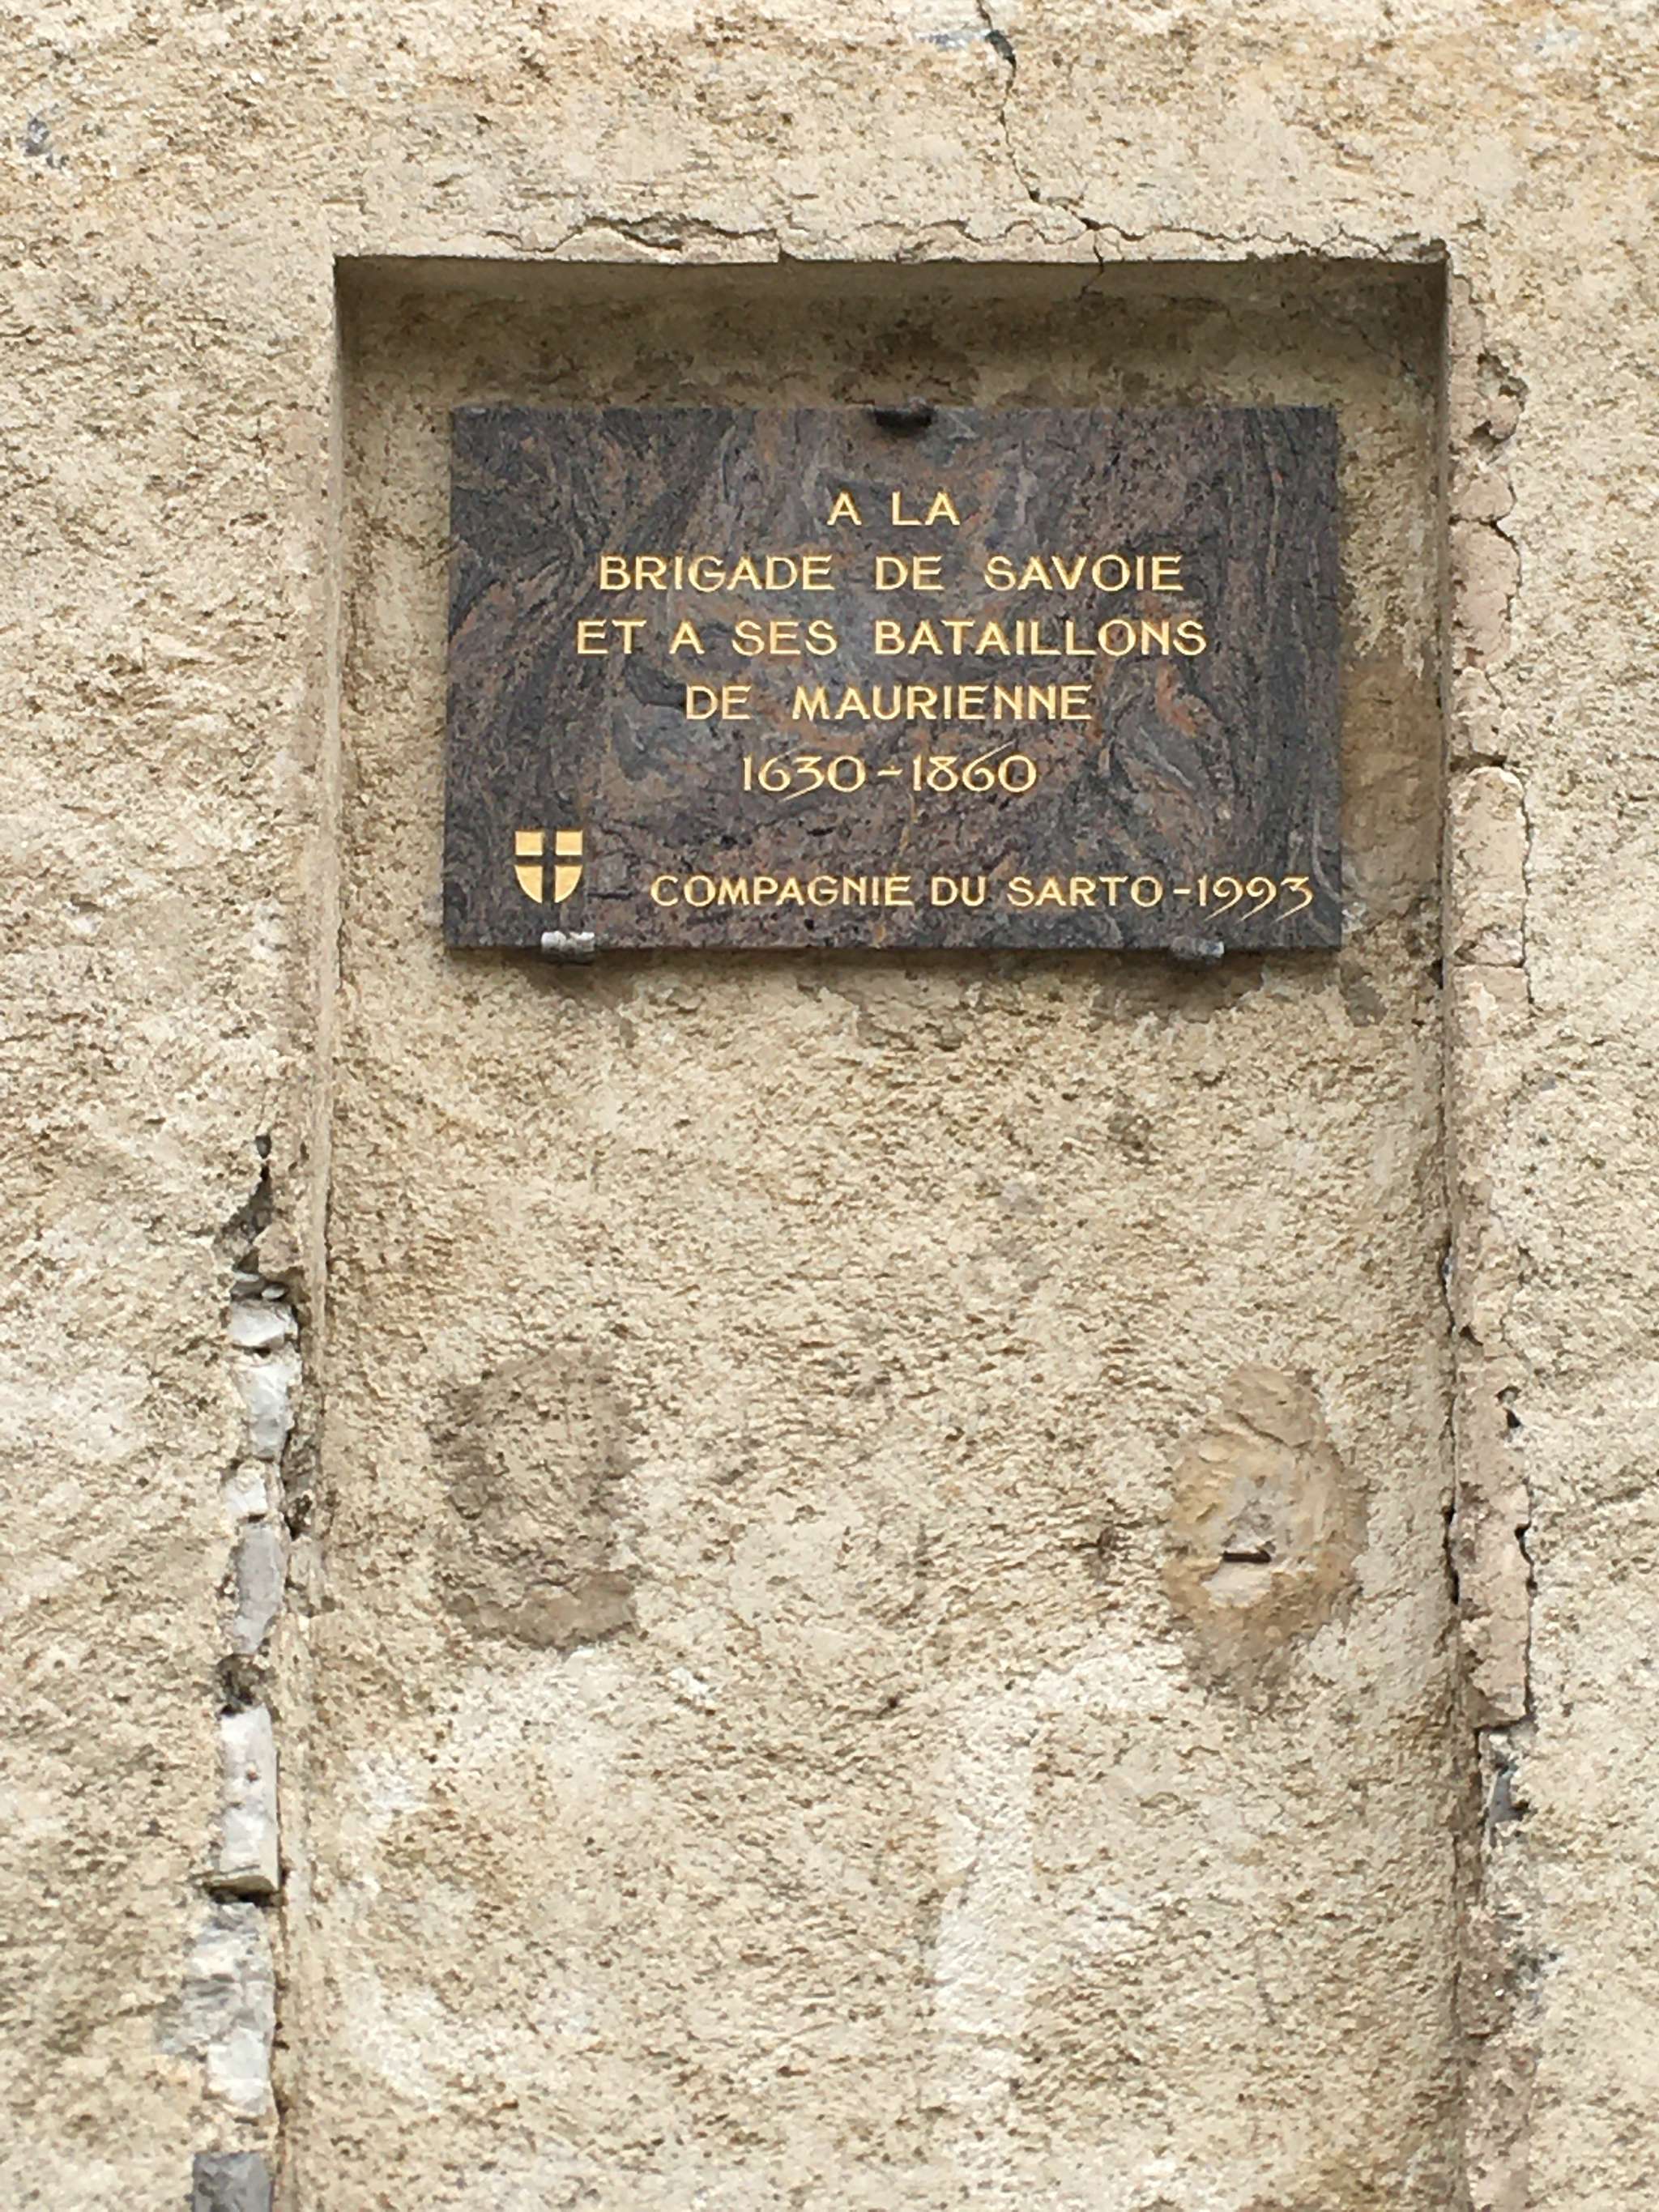 A LA
BRIGADE DE SAVOIE
ET A SES BATAILLONS
DE MAURIENNE
1630-1860
COMPAGNIE DU SARTO-1993